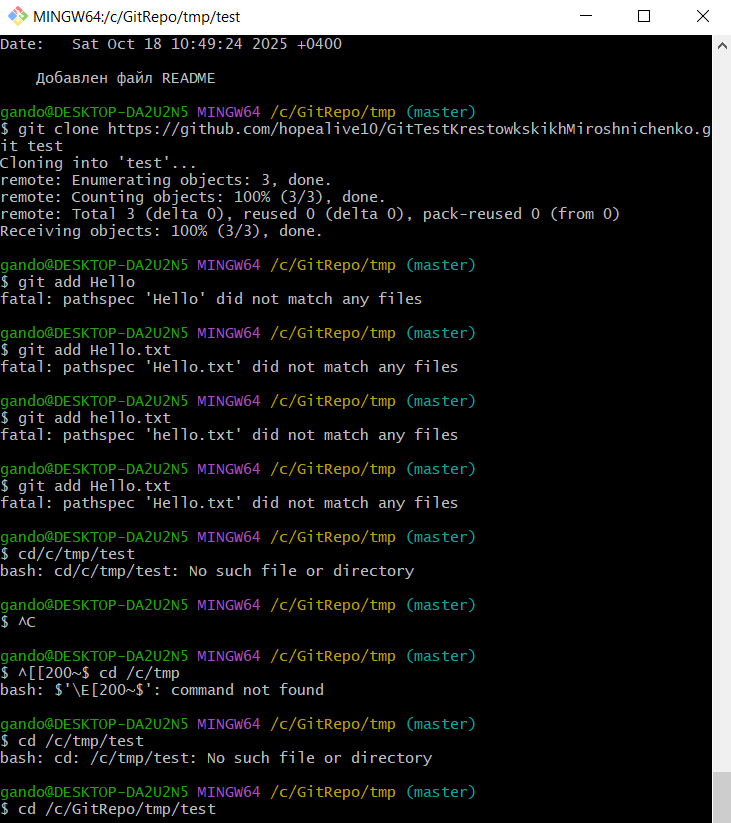 MINGW64:/c/GitRepo/tmp/test
Date:   Sat Oct 18 10:49:24 2025 +0400
Добавлен файл README
gando@DESKTOP-DA2U2N5 MINGW64 /c/GitRepo/tmp (master)
$ git clone https://github.com/hopealive10/GitTestKrestowkskikhMiroshnichenko.g
it test
Cloning into 'test'...
remote: Enumerating objects: 3, done.
remote: Counting objects: 100% (3/3), done.
remote: Total 3 (delta 0), reused 0 (delta 0), pack-reused 0 (from 0)
Receiving objects: 100% (3/3), done.
gando@DESKTOP-DA2U2N5 MINGW64 /c/GitRepo/tmp (master)
$ git add Hello
fatal: pathspec 'Hello' did not match any files
gando@DESKTOP-DA2U2N5 MINGW64 /c/GitRepo/tmp (master)
$ git add Hello.txt
fatal: pathspec 'Hello.txt' did not match any files
gando@DESKTOP-DA2U2N5 MINGW64 /c/GitRepo/tmp (master)
$ git add hello.txt
fatal: pathspec 'hello.txt' did not match any files
gando@DESKTOP-DA2U2N5 MINGW64 /c/GitRepo/tmp (master)
$ git add Hello.txt
fatal: pathspec 'Hello.txt' did not match any files
gando@DESKTOP-DA2U2N5 MINGW64 /c/GitRepo/tmp (master)
$ cd/c/tmp/test
bash: cd/c/tmp/test: No such file or directory
gando@DESKTOP-DA2U2N5 MINGW64 /c/GitRepo/tmp (master)
$ ^C
gando@DESKTOP-DA2U2N5 MINGW64 /c/GitRepo/tmp (master)
$ ^[[200~$ cd /c/tmp
bash: $'\E[200~$': command not found
gando@DESKTOP-DA2U2N5 MINGW64 /c/GitRepo/tmp (master)
$ cd /c/tmp/test
bash: cd: /c/tmp/test: No such file or directory
gando@DESKTOP-DA2U2N5 MINGW64 /c/GitRepo/tmp (master)
$ cd /c/GitRepo/tmp/test